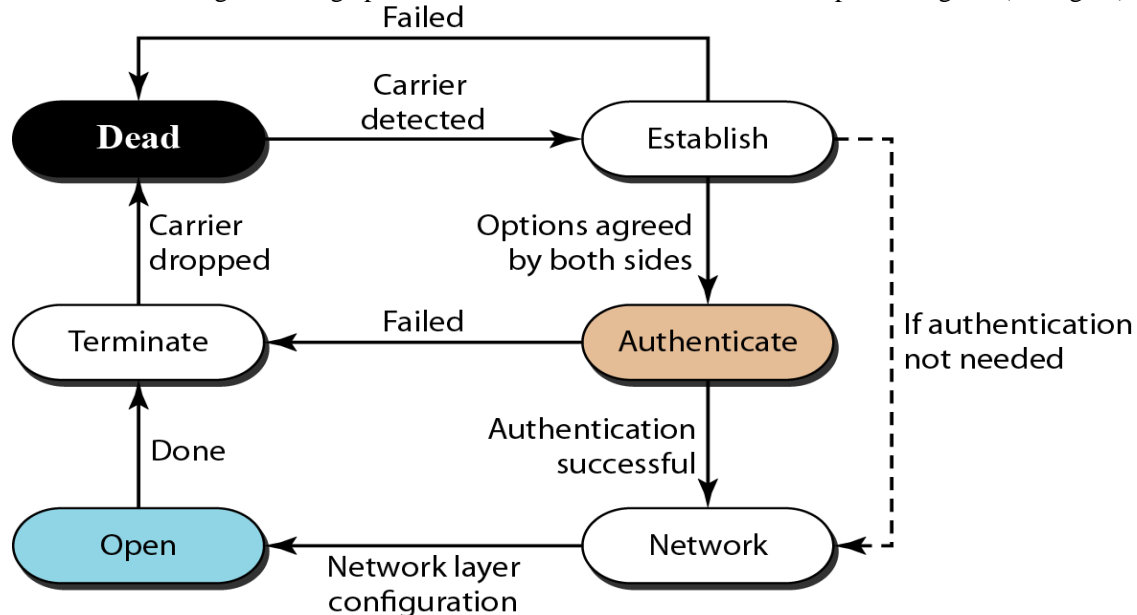 Failed
Carrier
detected
Dead
Establish
Carrier
dropped
Options agreed
by both sides
Terminate
Failed
Authenticate
If authentication
not needed
Done
Authentication
successful
Open
Network
Network layer
configuration